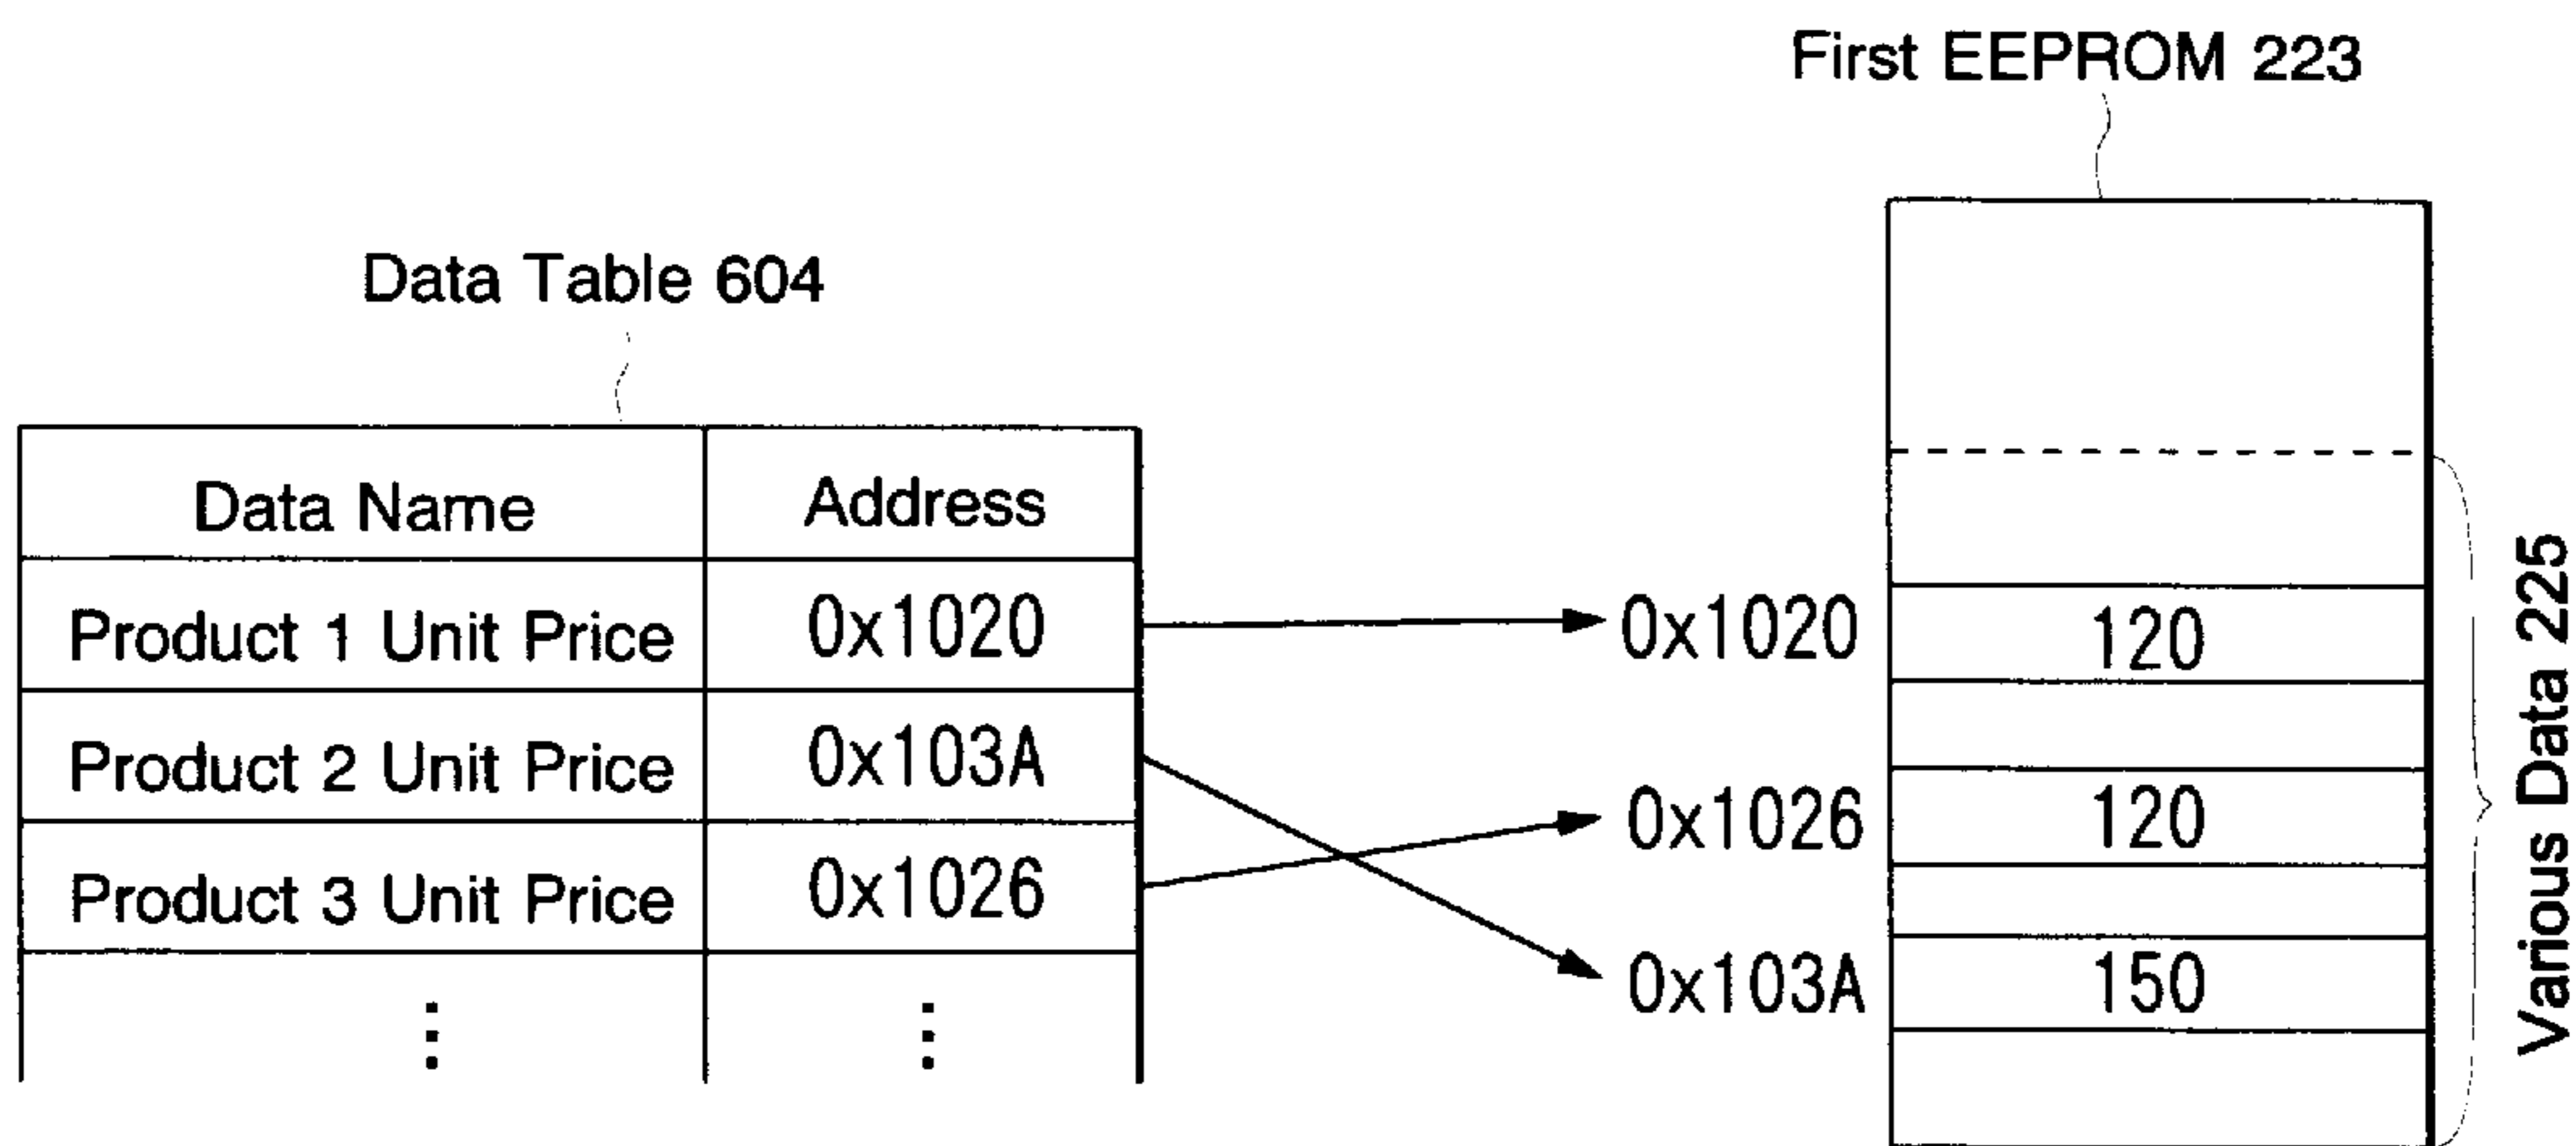 First EEPROM 223
Data Table 604
Data Name Address
Product 1 Unit Price 0x1020
Product 2 Unit Price 0x103A
Product 3 Unit Price 0x1026
⋮ ⋮
0x1020 120
0x1026 120
0x103A 150
Various Data 225